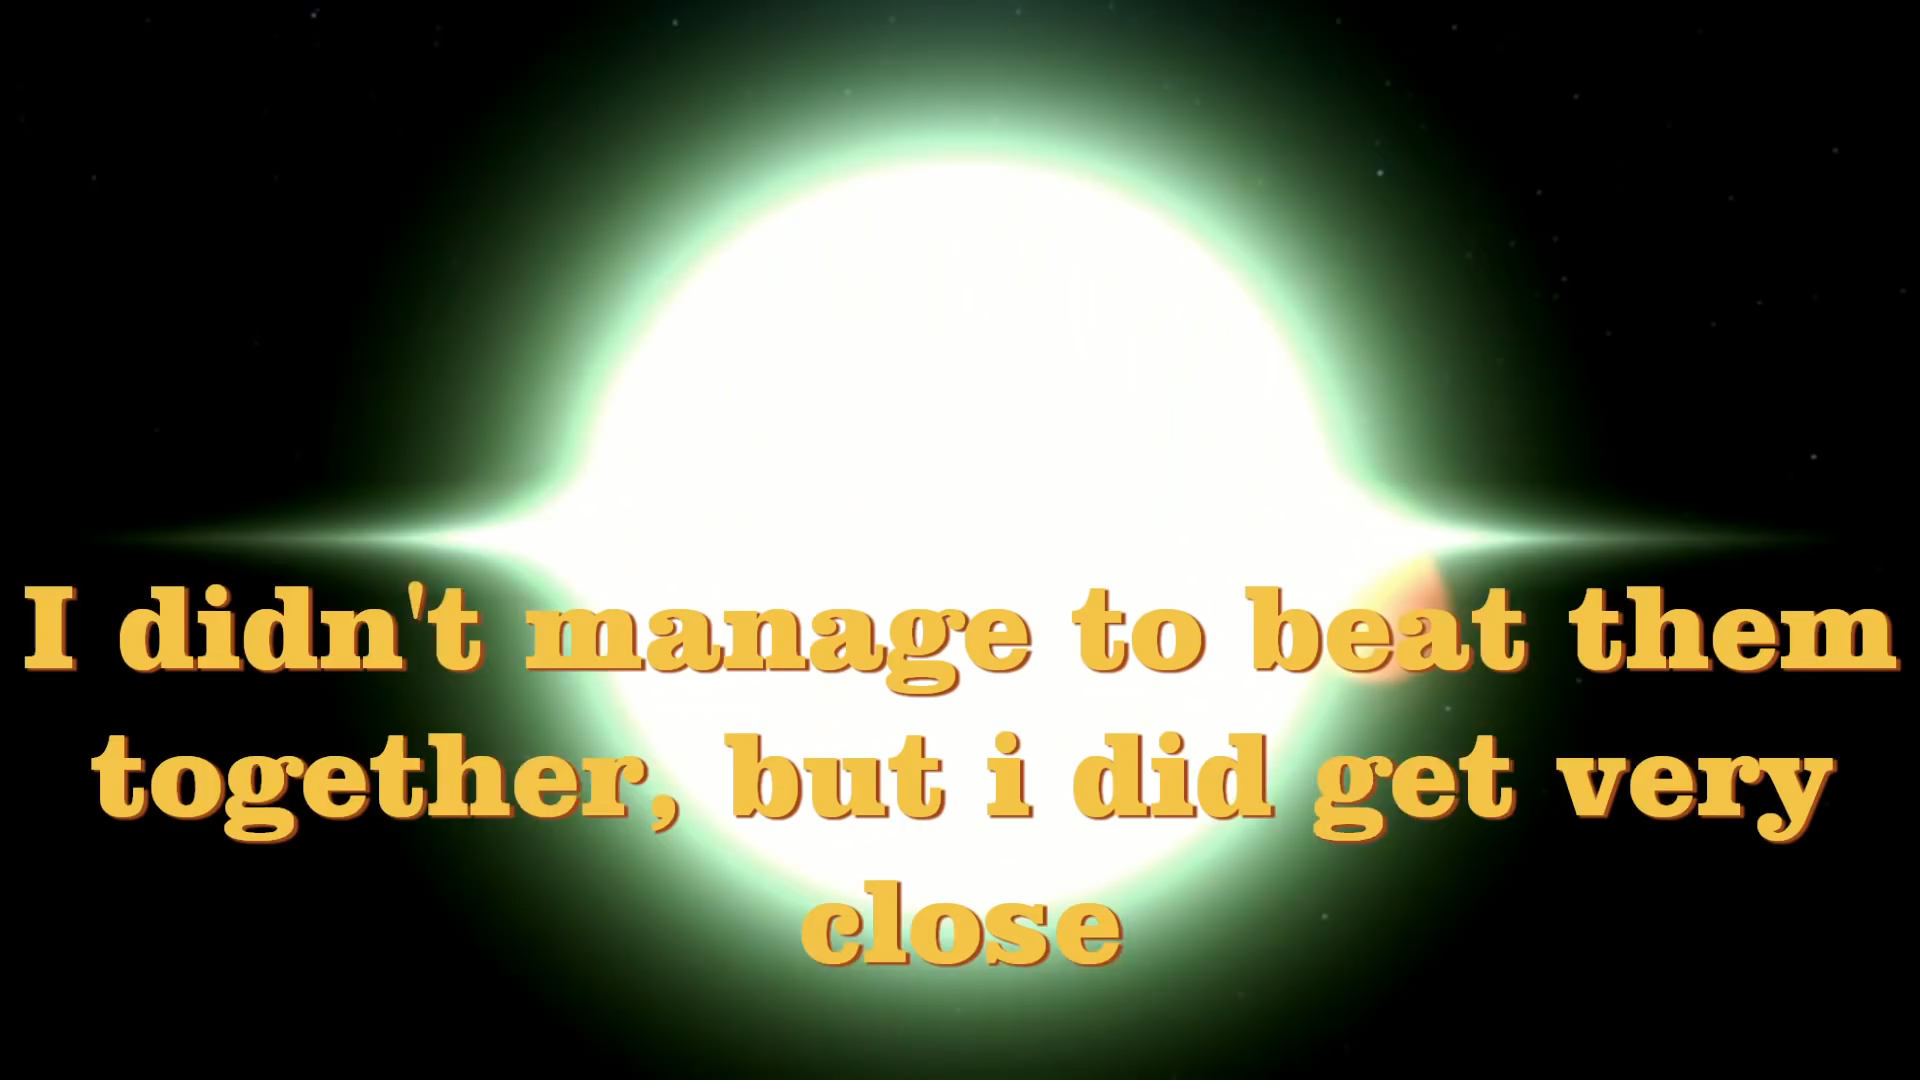 I didn't manage to beat them
together, but i did get very
close